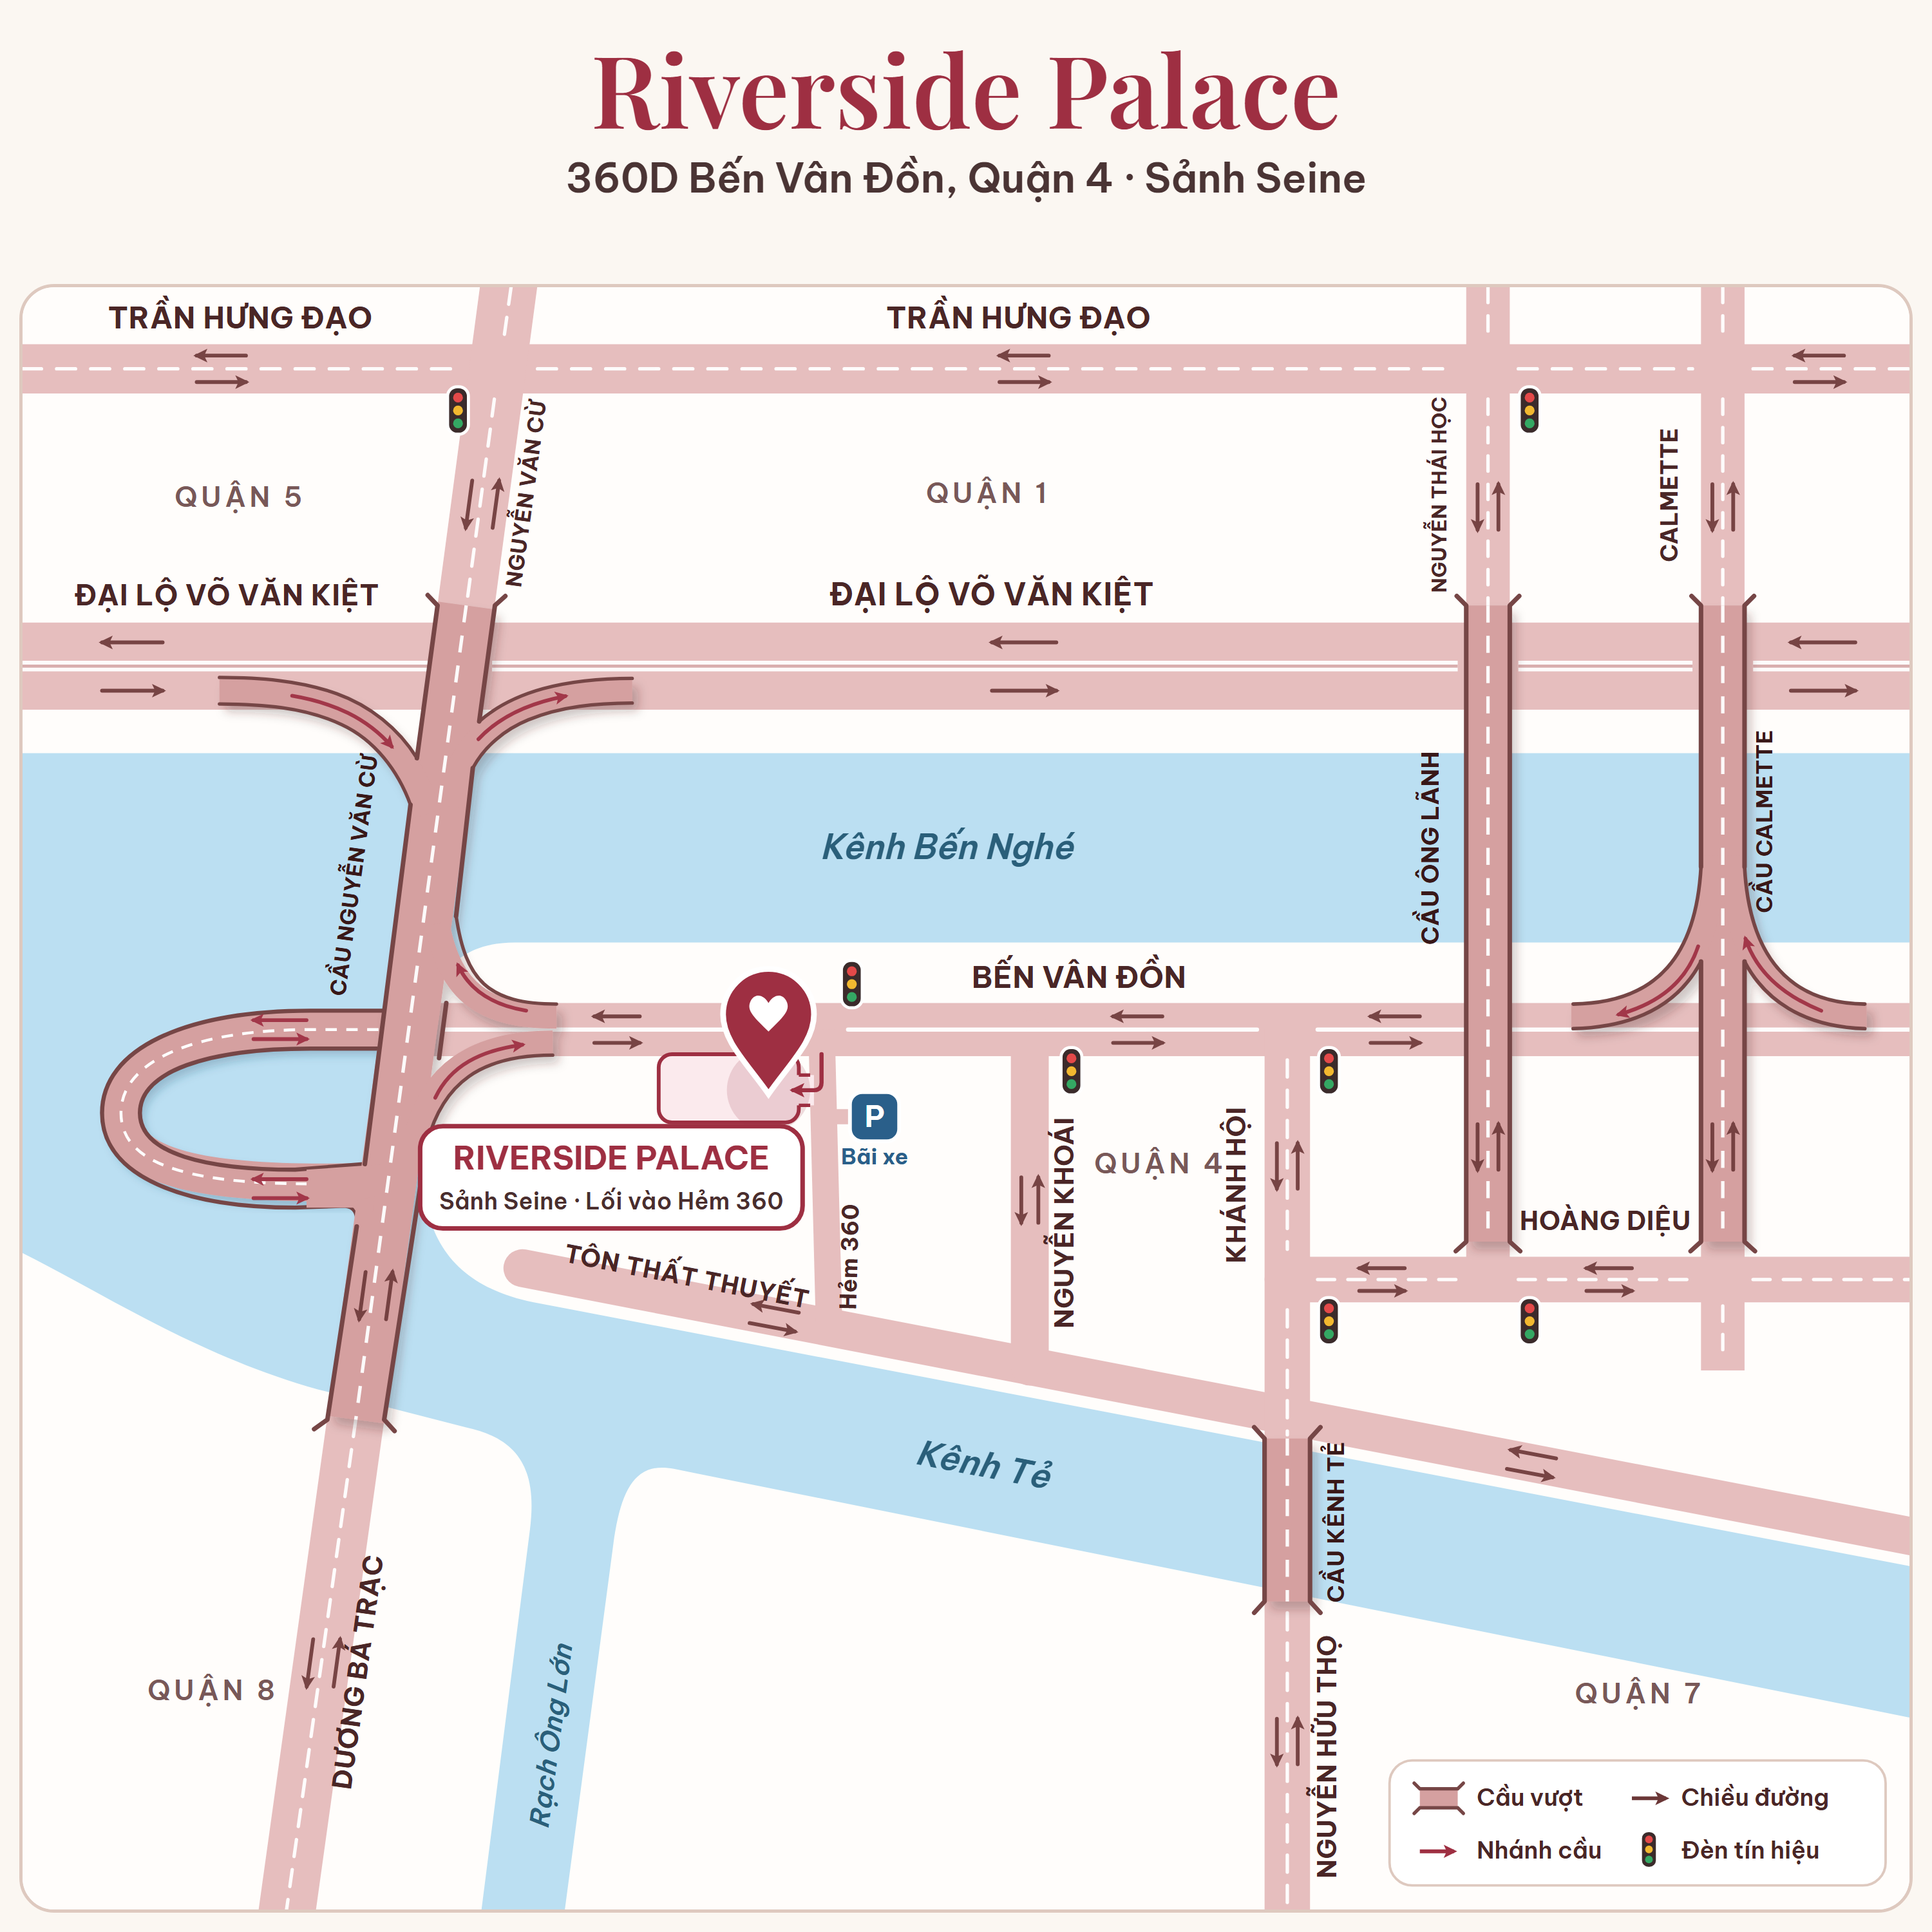 Riverside Palace
360D Bến Vân Đồn, Quận 4 · Sảnh Seine
TRẦN HƯNG ĐẠO
TRẦN HƯNG ĐẠO
NGUYỄN VĂN CỪ
NGUYỄN THÁI HỌC
CALMETTE
QUẬN 5
QUẬN 1
ĐẠI LỘ VÕ VĂN KIỆT
ĐẠI LỘ VÕ VĂN KIỆT
CẦU NGUYỄN VĂN CỪ
Kênh Bến Nghé
CẦU ÔNG LÃNH
CẦU CALMETTE
BẾN VÂN ĐỒN
P
Bãi xe
RIVERSIDE PALACE
Sảnh Seine · Lối vào Hẻm 360
QUẬN 4
NGUYỄN KHOÁI
KHÁNH HỘI
HOÀNG DIỆU
Hẻm 360
TÔN THẤT THUYẾT
Kênh Tẻ
CẦU KÊNH TẺ
DƯƠNG BÁ TRẠC
Rạch Ông Lớn
NGUYỄN HỮU THỌ
QUẬN 8
QUẬN 7
Cầu vượt
Chiều đường
Nhánh cầu
Đèn tín hiệu